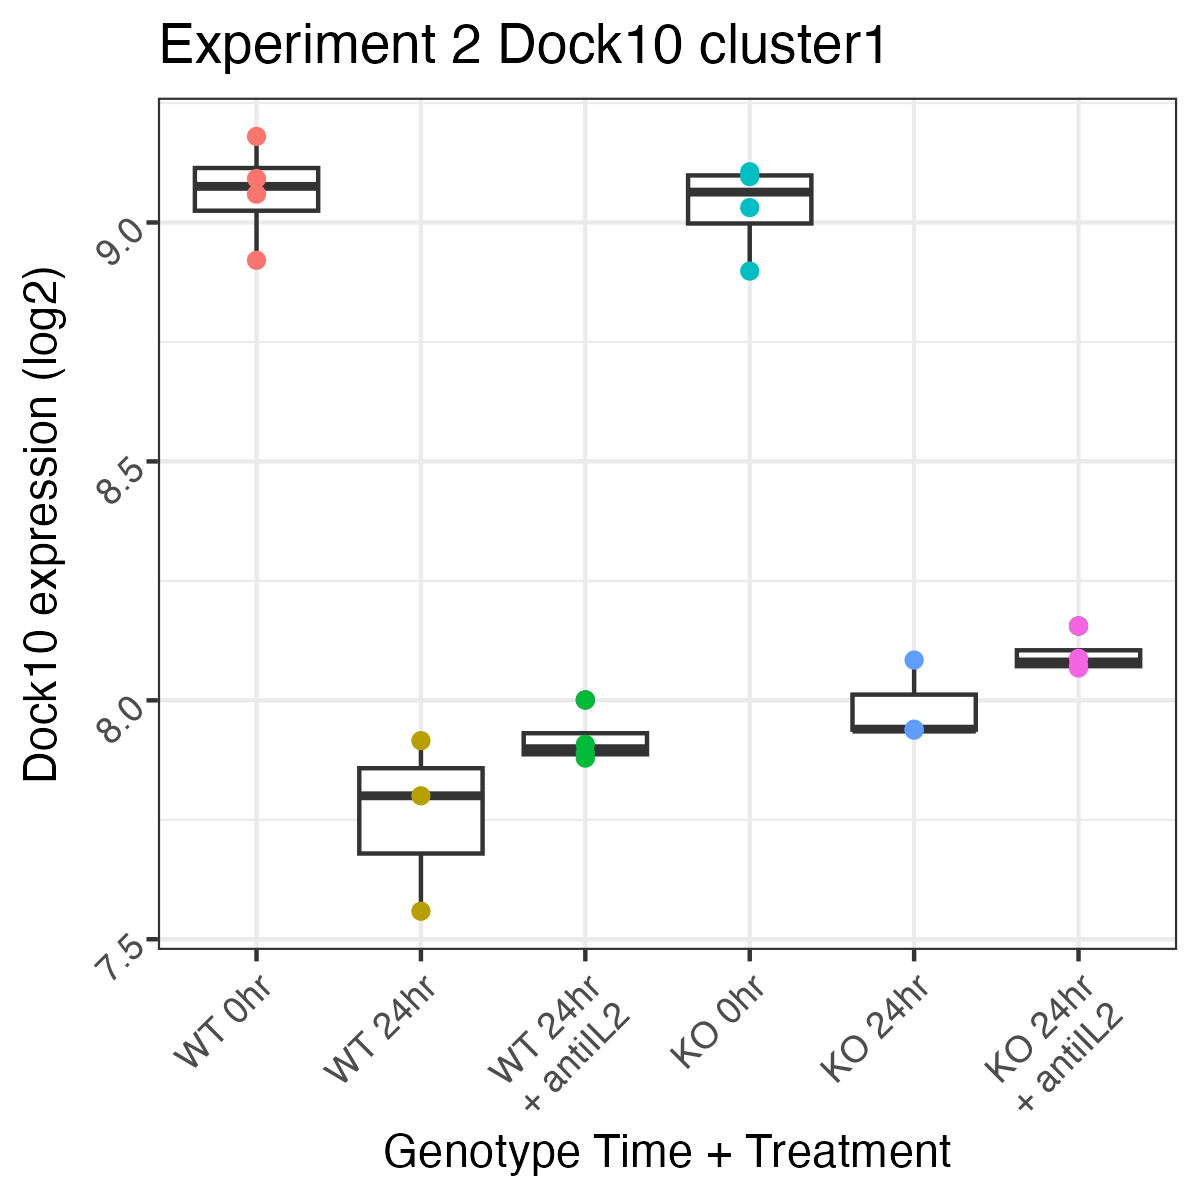 Experiment 2 Dock10 cluster1
Dock10 expression (log2)
9.0
8.5
8.0
7.5
WT 0hr
WT 24hr
WT 24hr
+ antiIL2
KO 0hr
KO 24hr
KO 24hr
+ antiIL2
Genotype Time + Treatment